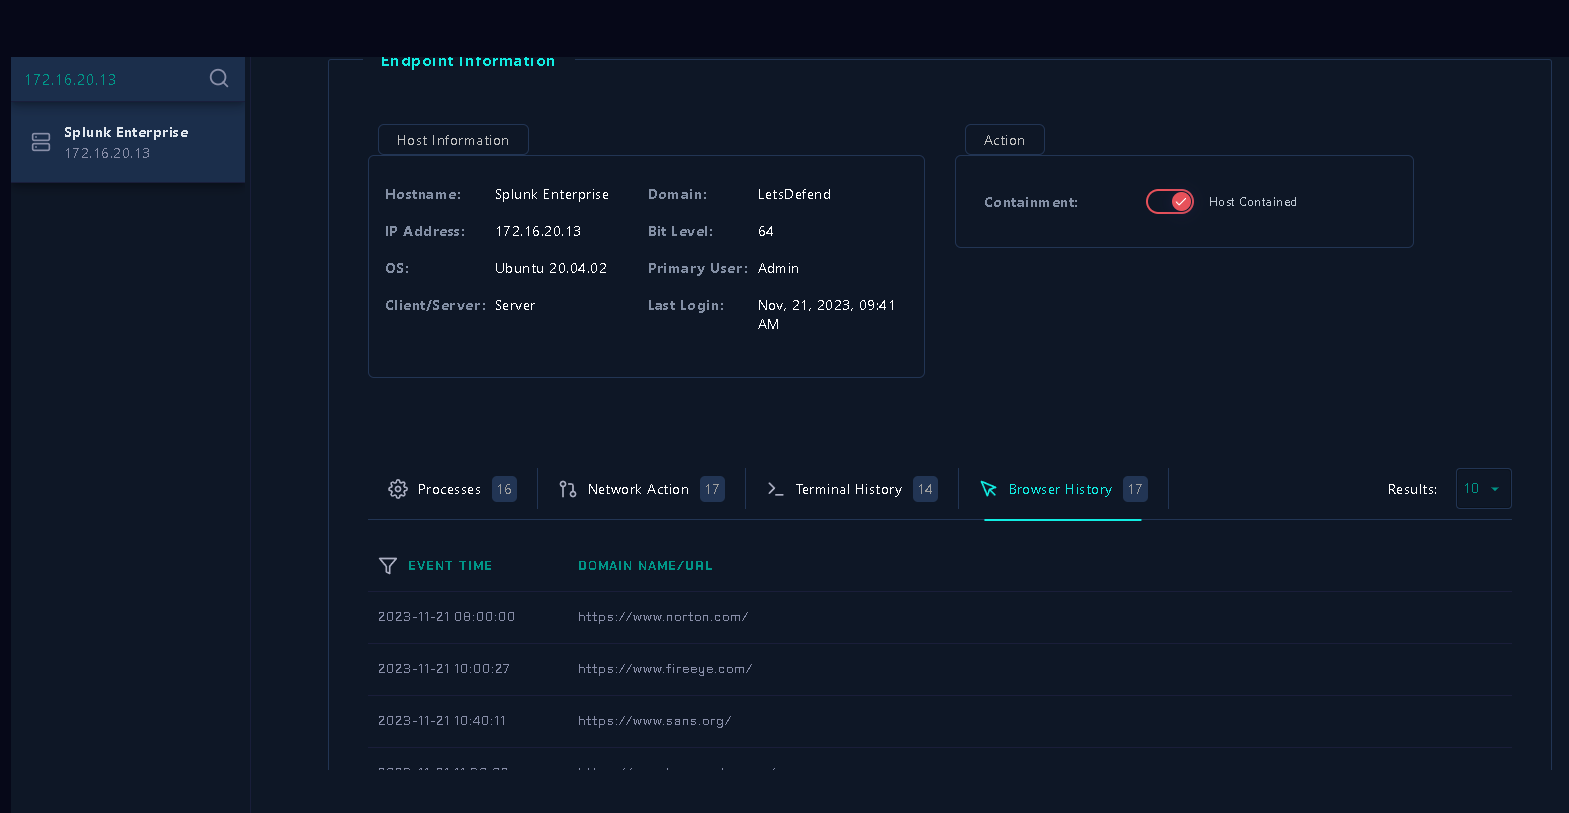 172.16.20.13
Splunk Enterprise
172.16.20.13
Endpoint Information
Host Information
Hostname: Splunk Enterprise Domain: LetsDefend
IP Address: 172.16.20.13 Bit Level: 64
OS: Ubuntu 20.04.02 Primary User: Admin
Client/Server: Server Last Login: Nov, 21, 2023, 09:41
AM
Action
Containment: Host Contained
Processes 16 Network Action 17 Terminal History 14 Browser History 17 Results: 10
EVENT TIME DOMAIN NAME/URL
2023-11-21 08:00:00 https://www.norton.com/
2023-11-21 10:00:27 https://www.fireeye.com/
2023-11-21 10:40:11 https://www.sans.org/